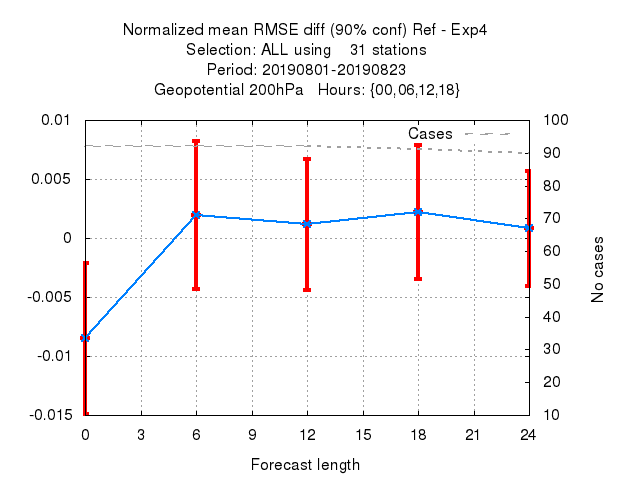 Normalized mean RMSE diff (90% conf) Ref - Exp4
Selection: ALL using    31 stations
Period: 20190801-20190823
Geopotential 200hPa   Hours: {00,06,12,18}
0.01
0.005
0
-0.005
-0.01
-0.015
Cases
100
90
80
70
60
50
40
30
20
10
No cases
0 3 6 9 12 15 18 21 24
Forecast length